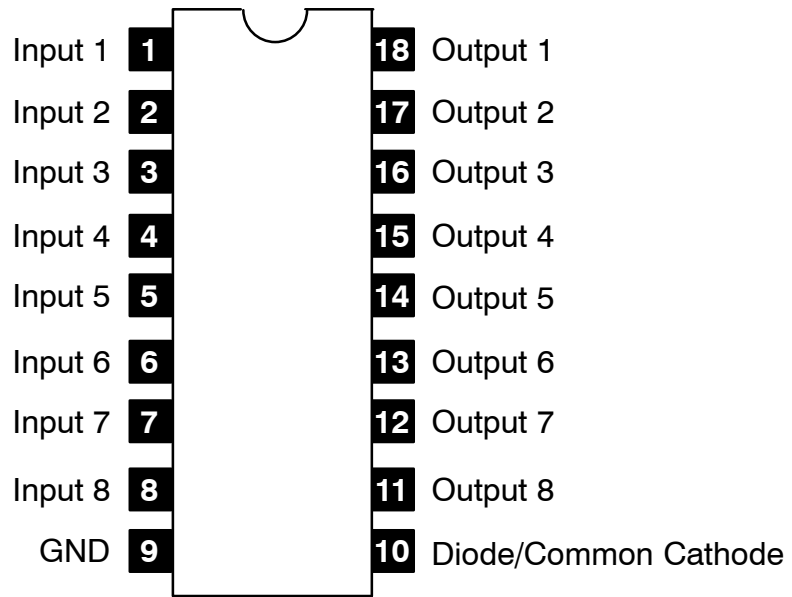 Input 1 1 18 Output 1
Input 2 2 17 Output 2
Input 3 3 16 Output 3
Input 4 4 15 Output 4
Input 5 5 14 Output 5
Input 6 6 13 Output 6
Input 7 7 12 Output 7
Input 8 8 11 Output 8
GND 9 10 Diode/Common Cathode